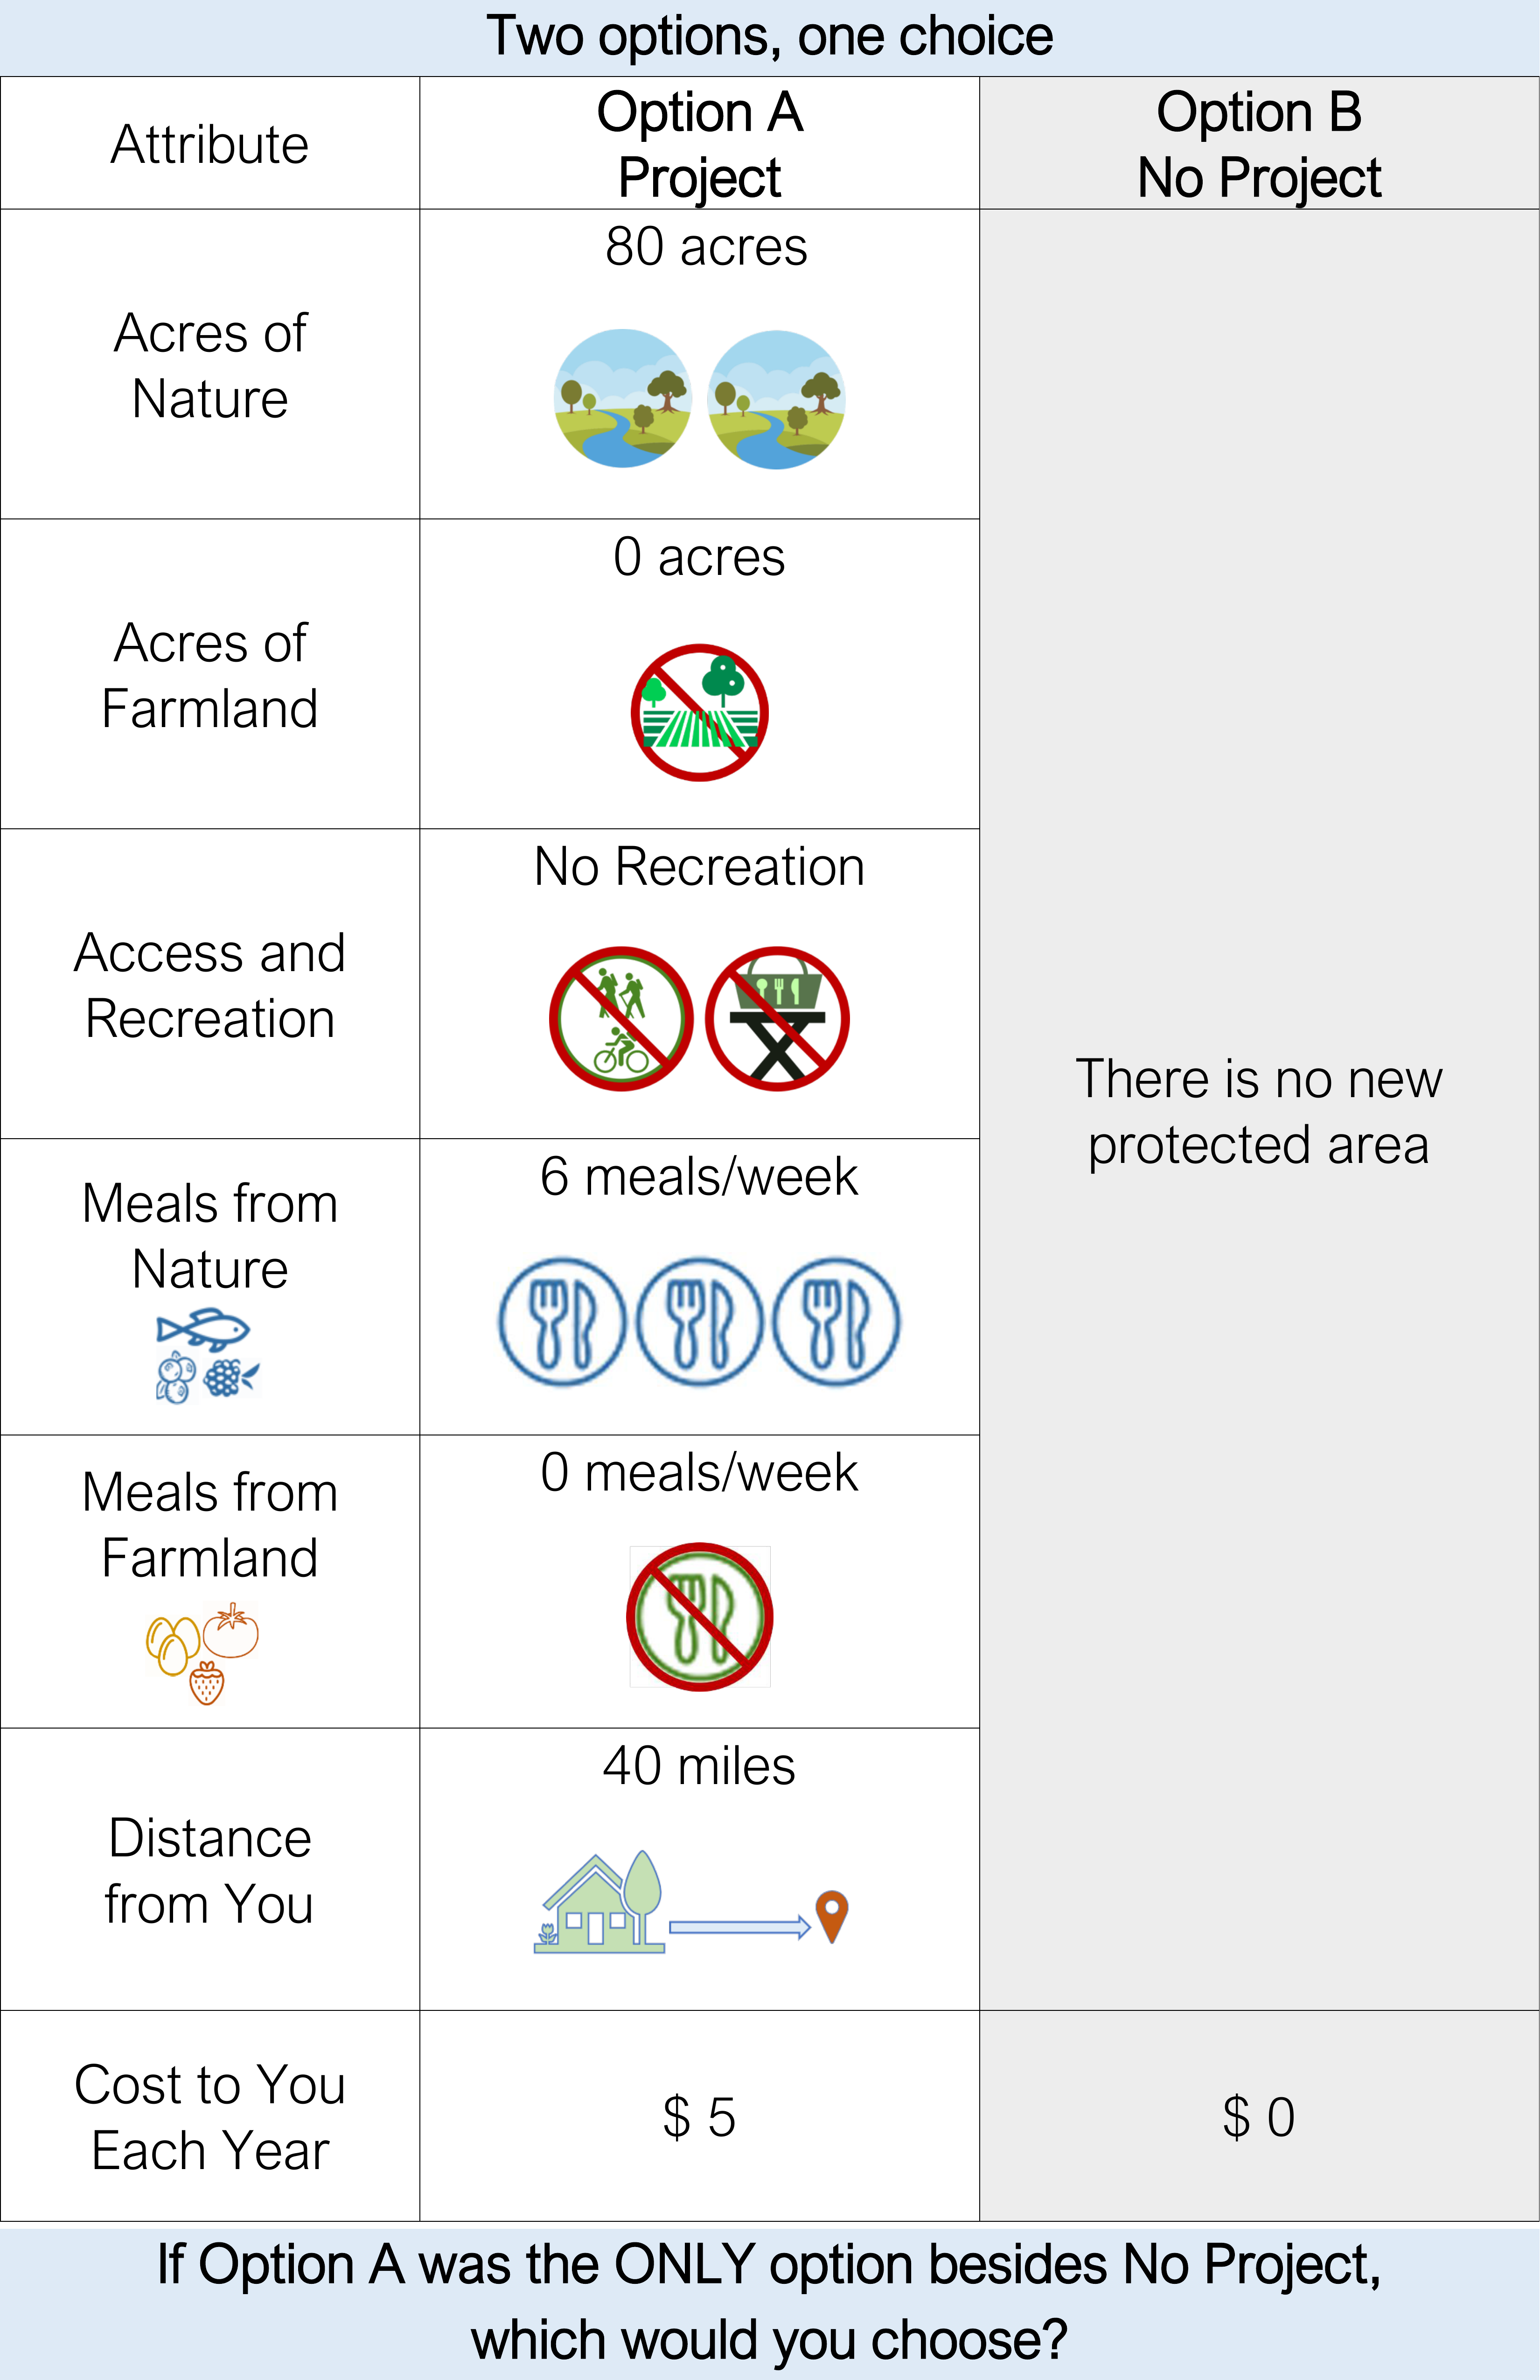 Two options, one choice
Attribute
Option A
Project
Option B
No Project
Acres of
Nature
80 acres
Acres of
Farmland
0 acres
Access and
Recreation
No Recreation
There is no new
protected area
Meals from
Nature
6 meals/week
Meals from
Farmland
0 meals/week
Distance
from You
40 miles
Cost to You
Each Year
$ 5
$ 0
If Option A was the ONLY option besides No Project,
which would you choose?